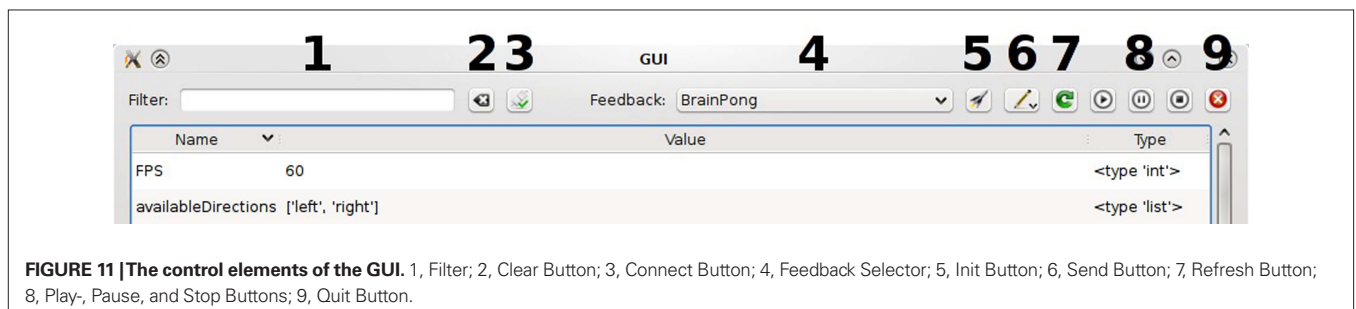 1 2 3 4 5 6 7 8 9
GUI
Filter: Feedback: BrainPong
Name Value Type
FPS 60 <type 'int'>
availableDirections ['left', 'right'] <type 'list'>
FIGURE 11 | The control elements of the GUI. 1, Filter; 2, Clear Button; 3, Connect Button; 4, Feedback Selector; 5, Init Button; 6, Send Button; 7, Refresh Button;
8, Play-, Pause, and Stop Buttons; 9, Quit Button.